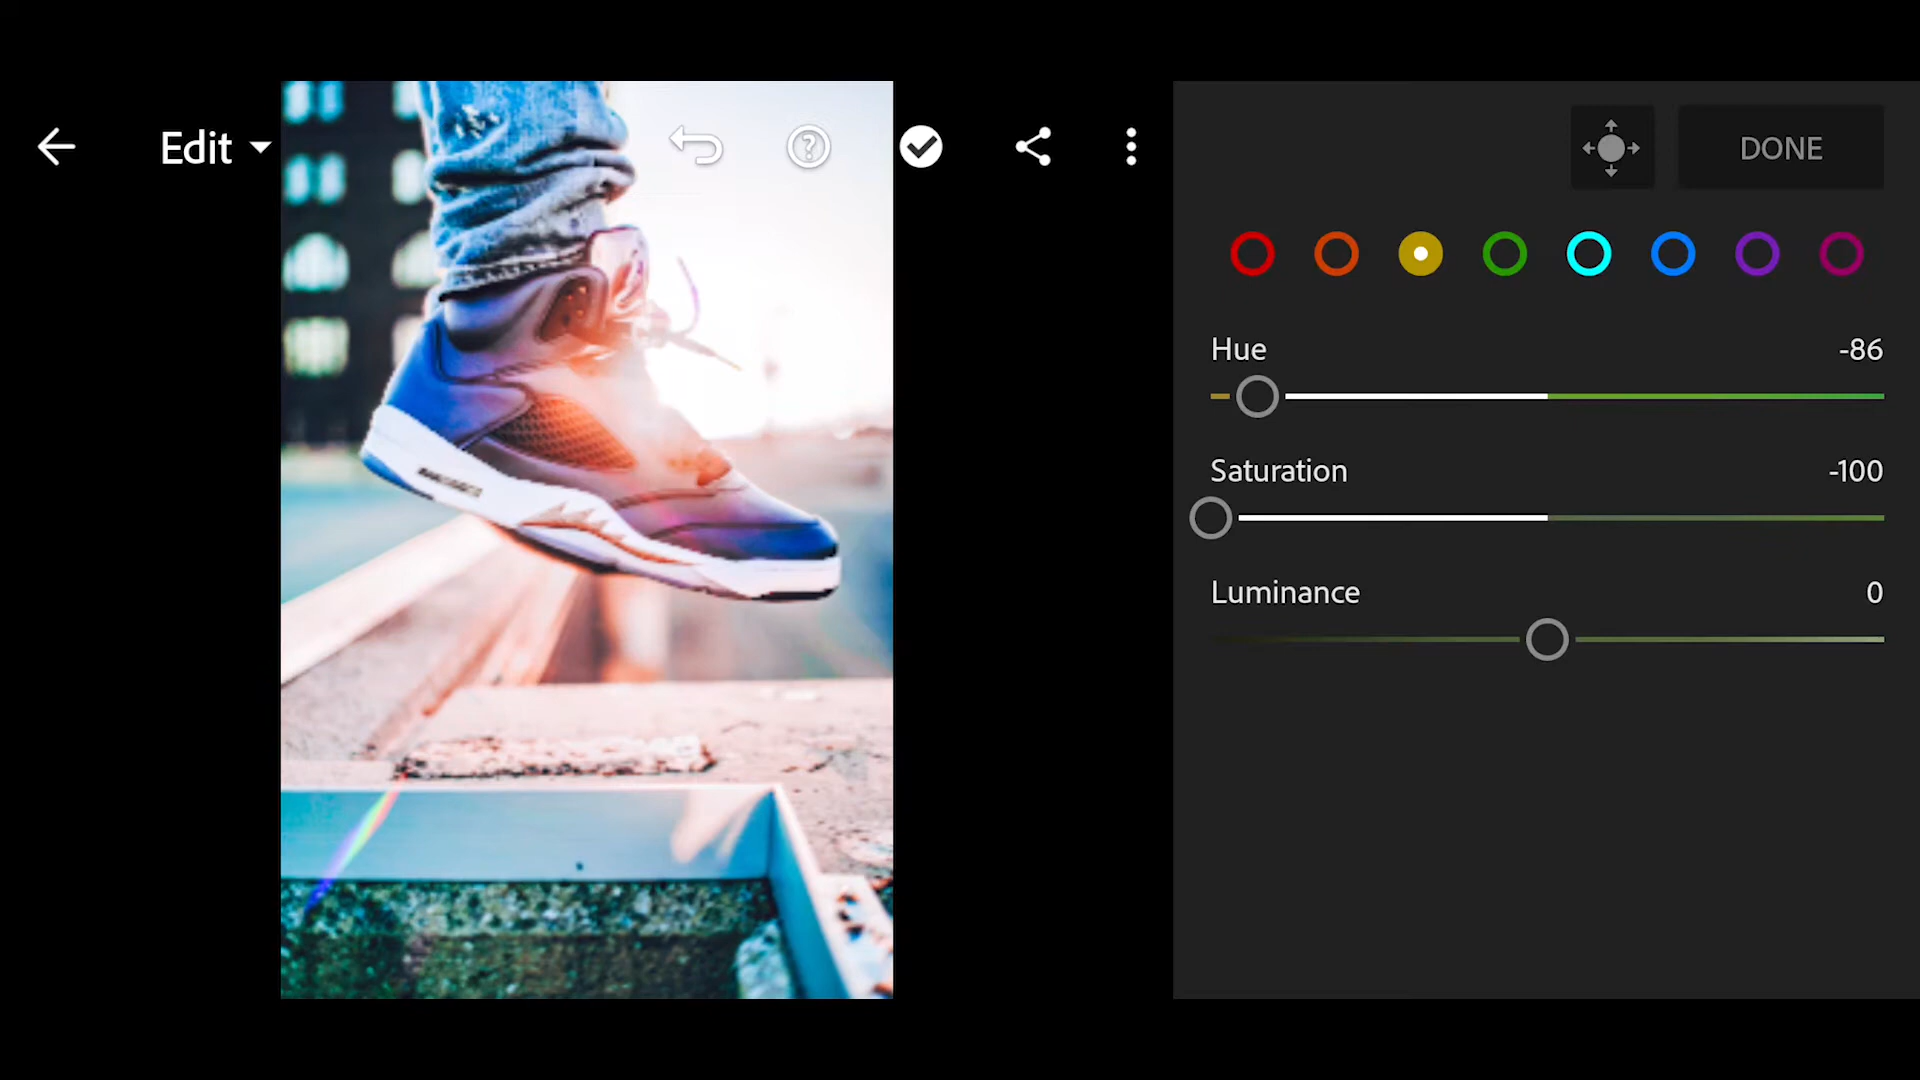 Edit
DONE
Hue -86
Saturation -100
Luminance 0